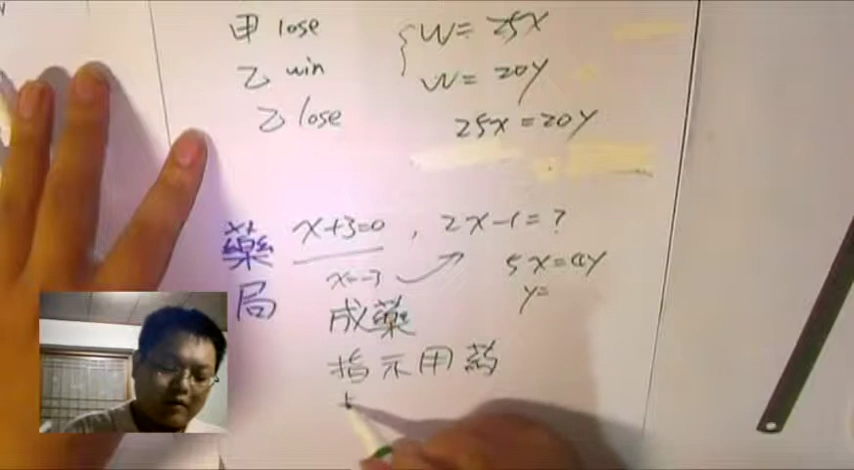 甲 lose
W = 25X
乙 win
W = 20Y
乙 lose
25X = 20Y
藥局
X+3=0 , 2X-1=?
X=-3
5X=4Y
Y=
成藥
指示用葯